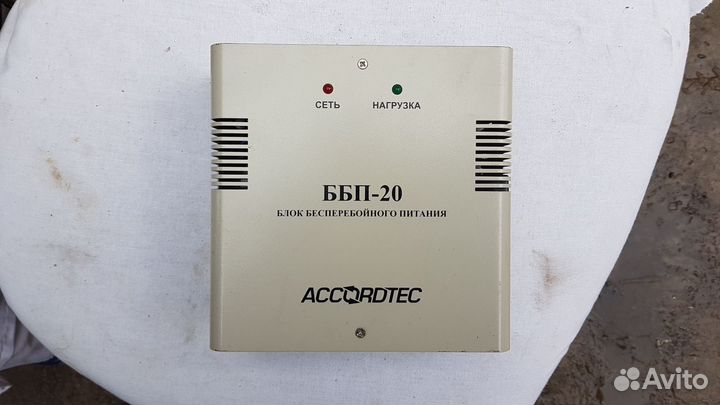 СЕТЬ НАГРУЗКА
ББП-20
БЛОК БЕСПЕРЕБОЙНОГО ПИТАНИЯ
ACCORDTEC
Avito